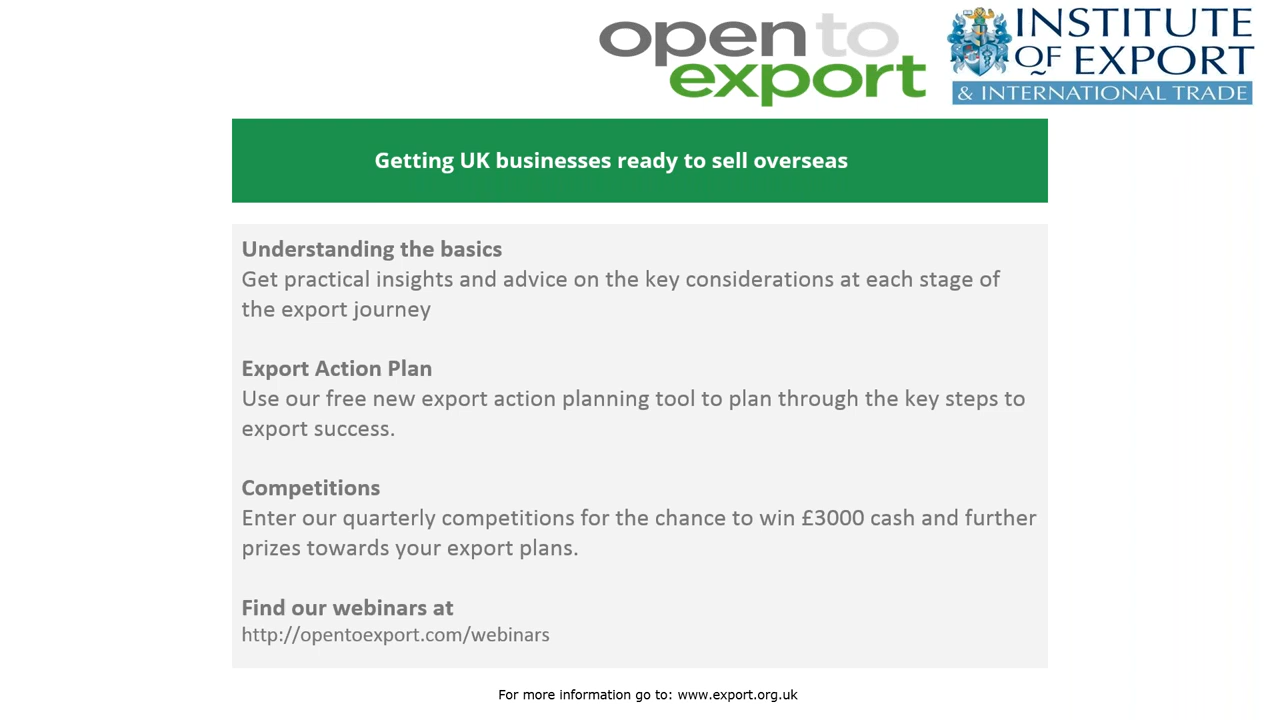 open to
export
INSTITUTE
OF EXPORT
& INTERNATIONAL TRADE
Getting UK businesses ready to sell overseas
Understanding the basics
Get practical insights and advice on the key considerations at each stage of
the export journey
Export Action Plan
Use our free new export action planning tool to plan through the key steps to
export success.
Competitions
Enter our quarterly competitions for the chance to win £3000 cash and further
prizes towards your export plans.
Find our webinars at
http://opentoexport.com/webinars
For more information go to: www.export.org.uk